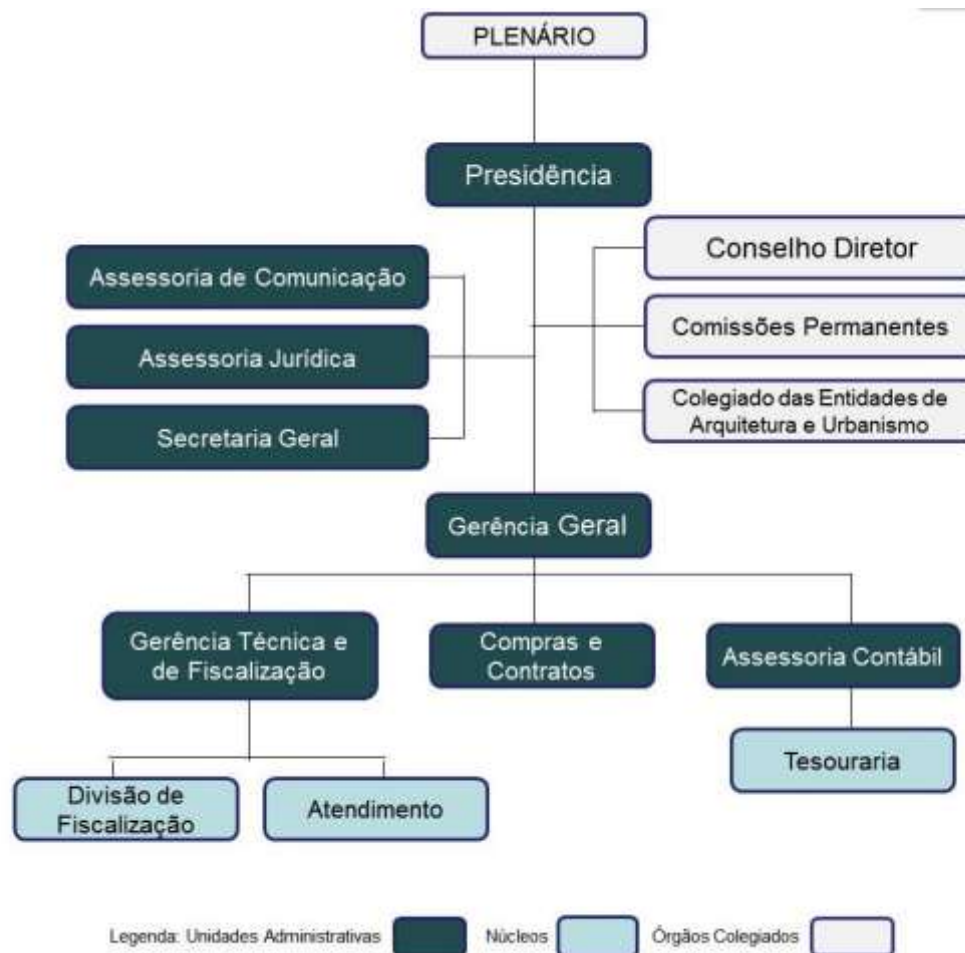 PLENÁRIO
Presidência
Assessoria de Comunicação
Assessoria Jurídica
Secretaria Geral
Conselho Diretor
Comissões Permanentes
Colegiado das Entidades de
Arquitetura e Urbanismo
Gerência Geral
Gerência Técnica e
de Fiscalização
Compras e
Contratos
Assessoria Contábil
Tesouraria
Divisão de
Fiscalização
Atendimento
Legenda: Unidades Administrativas Núcleos Órgãos Colegiados